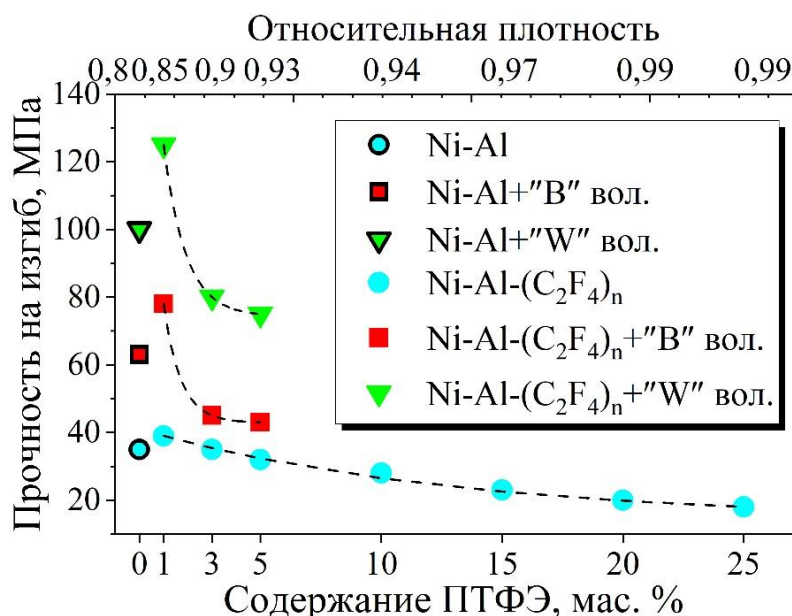 Относительная плотность
0,8 0,85 0,9 0,93 0,94 0,97 0,99 0,99
Прочность на изгиб, МПа
140
120
100
80
60
40
20
Ni-Al
Ni-Al+"B" вол.
Ni-Al+"W" вол.
Ni-Al-(C₂F₄)n
Ni-Al-(C₂F₄)n+"B" вол.
Ni-Al-(C₂F₄)n+"W" вол.
0 1 3 5 10 15 20 25
Содержание ПТФЭ, мас. %